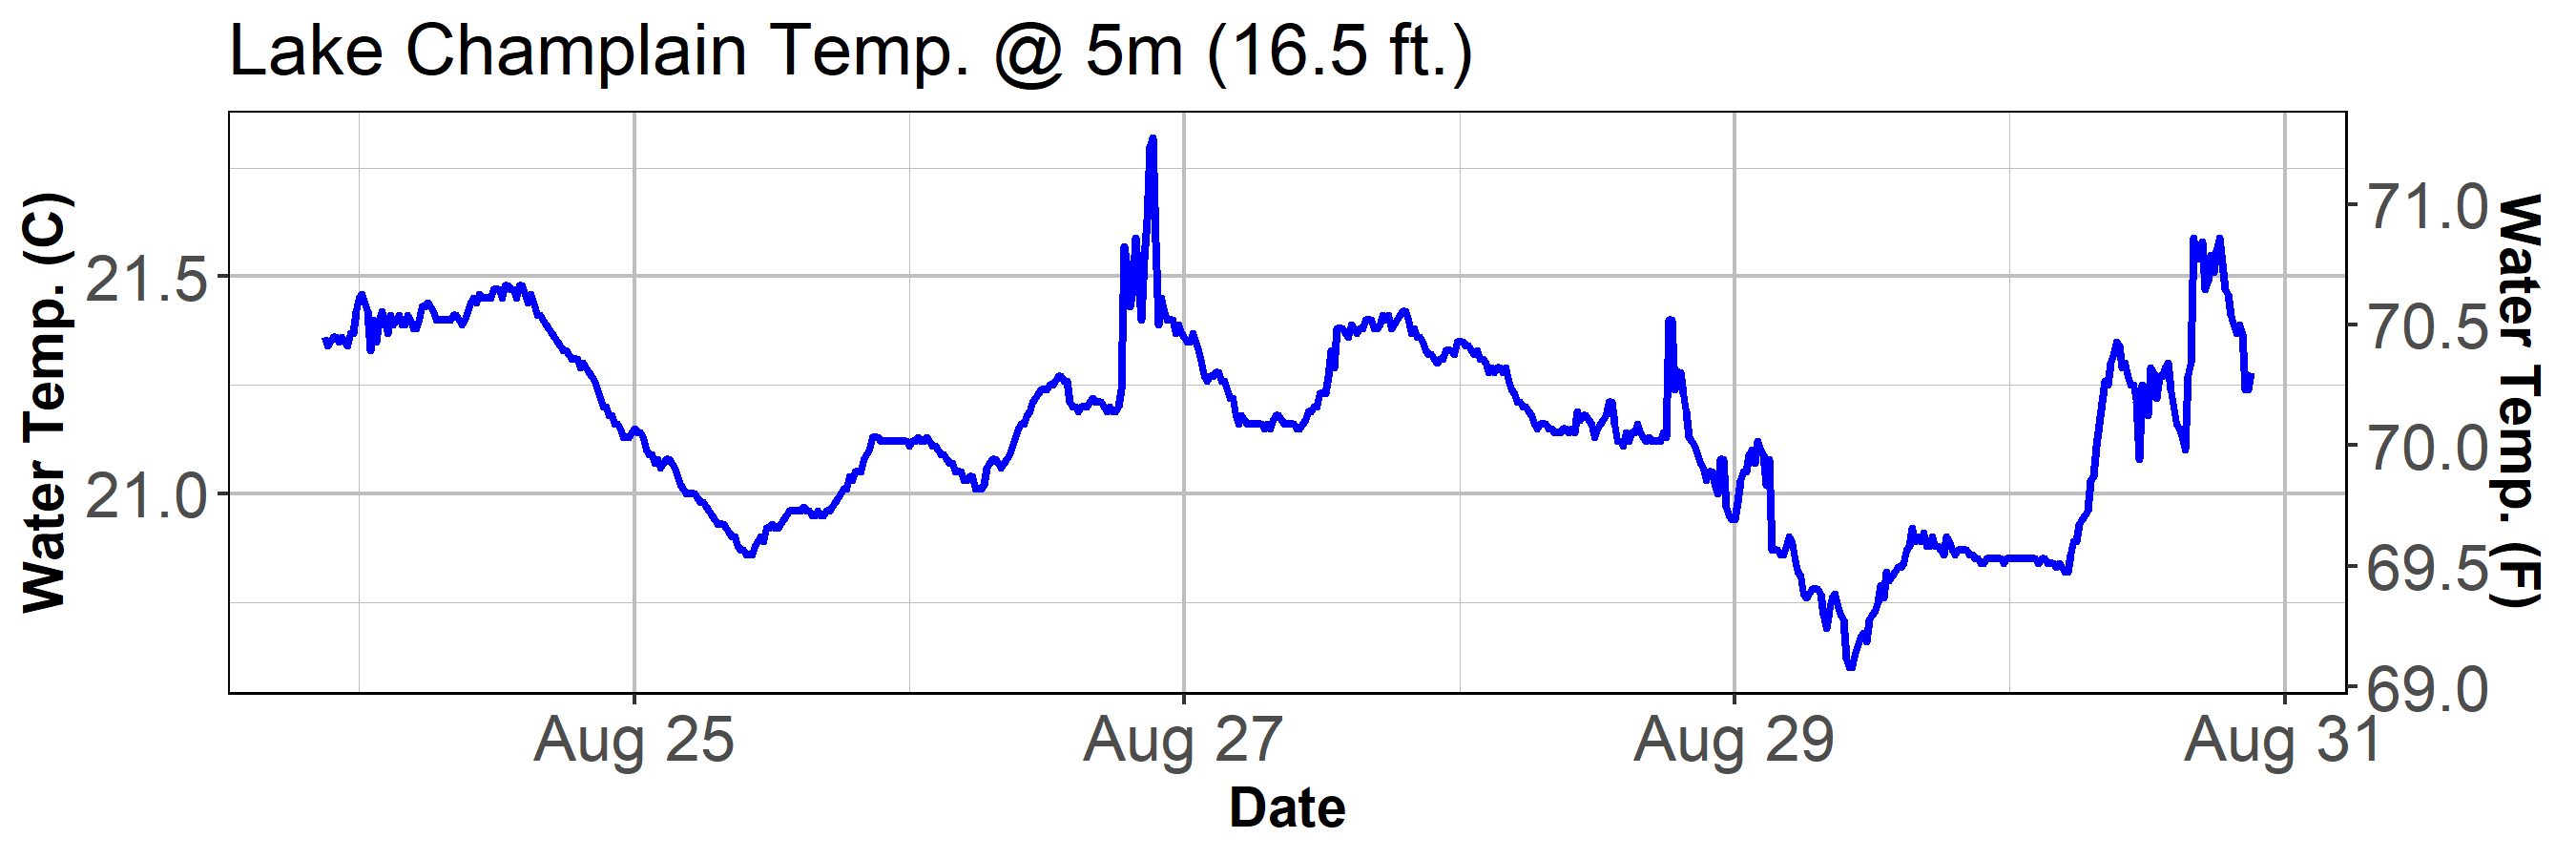 Lake Champlain Temp. @ 5m (16.5 ft.)
Water Temp. (C)
21.5
21.0
71.0
70.5
70.0
69.5
69.0
Water Temp. (F)
Aug 25 Aug 27 Aug 29 Aug 31
Date